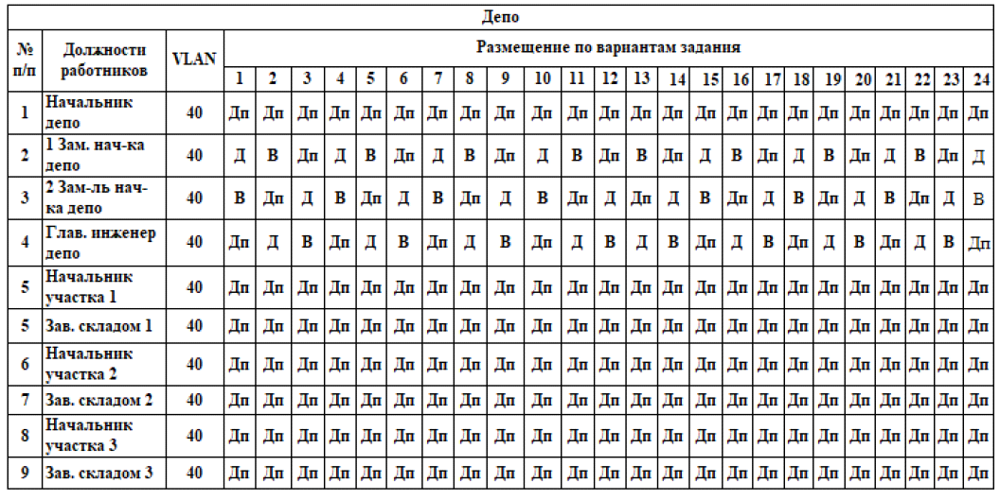 Депо
№ Должности VLAN Размещение по вариантам задания
п/п работников
1 2 3 4 5 6 7 8 9 10 11 12 13 14 15 16 17 18 19 20 21 22 23 24
1 Начальник 40 Дп Дп Дп Дп Дп Дп Дп Дп Дп Дп Дп Дп Дп Дп Дп Дп Дп Дп Дп Дп Дп Дп Дп Дп
депо
2 1 Зам. нач-ка 40 Д В Дп Д В Дп Д В Дп Д В Дп В Дп Д В Дп Д В Дп Д В Дп Д
депо
3 2 Зам-ль нач- 40 В Дп Д В Дп Д В Дп Д В Дп Д Дп Д В Дп Д В Дп Д В Дп Д В
ка депо
4 Глав. инженер 40 Дп Д В Дп Д В Дп Д В Дп Д В Д В Дп Д В Дп Д В Дп Д В Дп
депо
5 Начальник 40 Дп Дп Дп Дп Дп Дп Дп Дп Дп Дп Дп Дп Дп Дп Дп Дп Дп Дп Дп Дп Дп Дп Дп Дп
участка 1
5 Зав. складом 1 40 Дп Дп Дп Дп Дп Дп Дп Дп Дп Дп Дп Дп Дп Дп Дп Дп Дп Дп Дп Дп Дп Дп Дп Дп
6 Начальник 40 Дп Дп Дп Дп Дп Дп Дп Дп Дп Дп Дп Дп Дп Дп Дп Дп Дп Дп Дп Дп Дп Дп Дп Дп
участка 2
7 Зав. складом 2 40 Дп Дп Дп Дп Дп Дп Дп Дп Дп Дп Дп Дп Дп Дп Дп Дп Дп Дп Дп Дп Дп Дп Дп Дп
8 Начальник 40 Дп Дп Дп Дп Дп Дп Дп Дп Дп Дп Дп Дп Дп Дп Дп Дп Дп Дп Дп Дп Дп Дп Дп Дп
участка 3
9 Зав. складом 3 40 Дп Дп Дп Дп Дп Дп Дп Дп Дп Дп Дп Дп Дп Дп Дп Дп Дп Дп Дп Дп Дп Дп Дп Дп